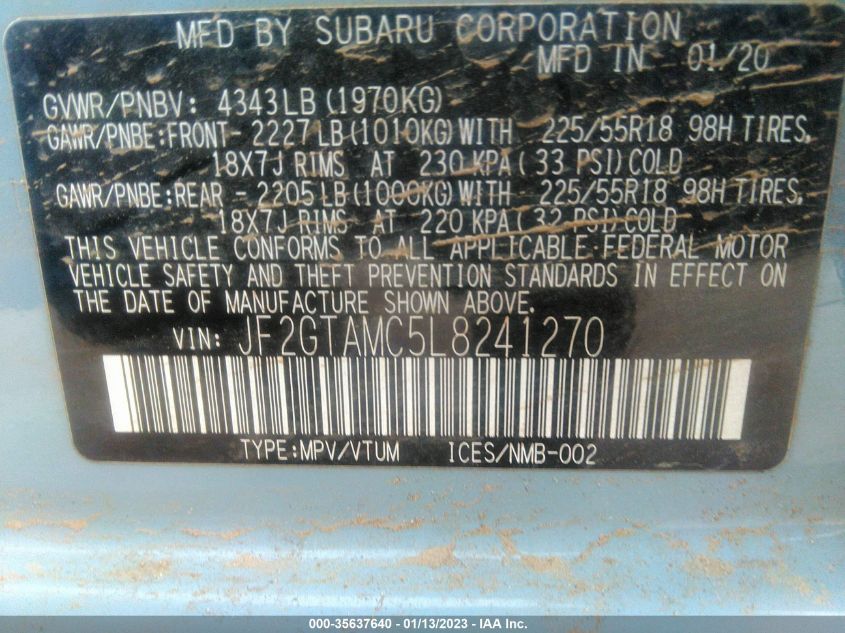 MFD BY SUBARU CORPORATION
MFD IN 01/20
GVWR/PNBV: 4343LB (1970KG)
GAWR/PNBE:FRONT- 2227 LB(1010KG)WITH 225/55R18 98H TIRES,
18X7J RIMS AT 230 KPA( 33 PSI)COLD
GAWR/PNBE:REAR - 2205 LB(1000KG)WITH 225/55R18 98H TIRES,
18X7J RIMS AT 220 KPA( 32 PSI)COLD
THIS VEHICLE CONFORMS TO ALL APPLICABLE FEDERAL MOTOR
VEHICLE SAFETY AND THEFT PREVENTION STANDARDS IN EFFECT ON
THE DATE OF MANUFACTURE SHOWN ABOVE.
VIN: JF2GTAMC5L8241270
TYPE:MPV/VTUM ICES/NMB-002
000-35637640 - 01/13/2023 - IAA Inc.